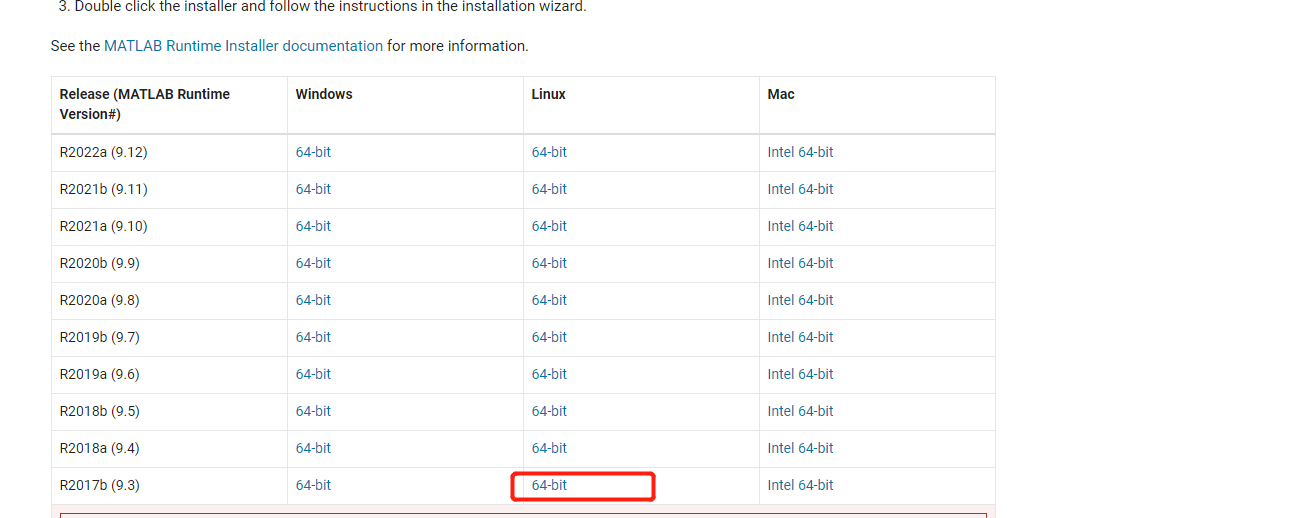 3. Double click the installer and follow the instructions in the installation wizard.
See the MATLAB Runtime Installer documentation for more information.
Release (MATLAB Runtime Version#) Windows Linux Mac
R2022a (9.12) 64-bit 64-bit Intel 64-bit
R2021b (9.11) 64-bit 64-bit Intel 64-bit
R2021a (9.10) 64-bit 64-bit Intel 64-bit
R2020b (9.9) 64-bit 64-bit Intel 64-bit
R2020a (9.8) 64-bit 64-bit Intel 64-bit
R2019b (9.7) 64-bit 64-bit Intel 64-bit
R2019a (9.6) 64-bit 64-bit Intel 64-bit
R2018b (9.5) 64-bit 64-bit Intel 64-bit
R2018a (9.4) 64-bit 64-bit Intel 64-bit
R2017b (9.3) 64-bit 64-bit Intel 64-bit